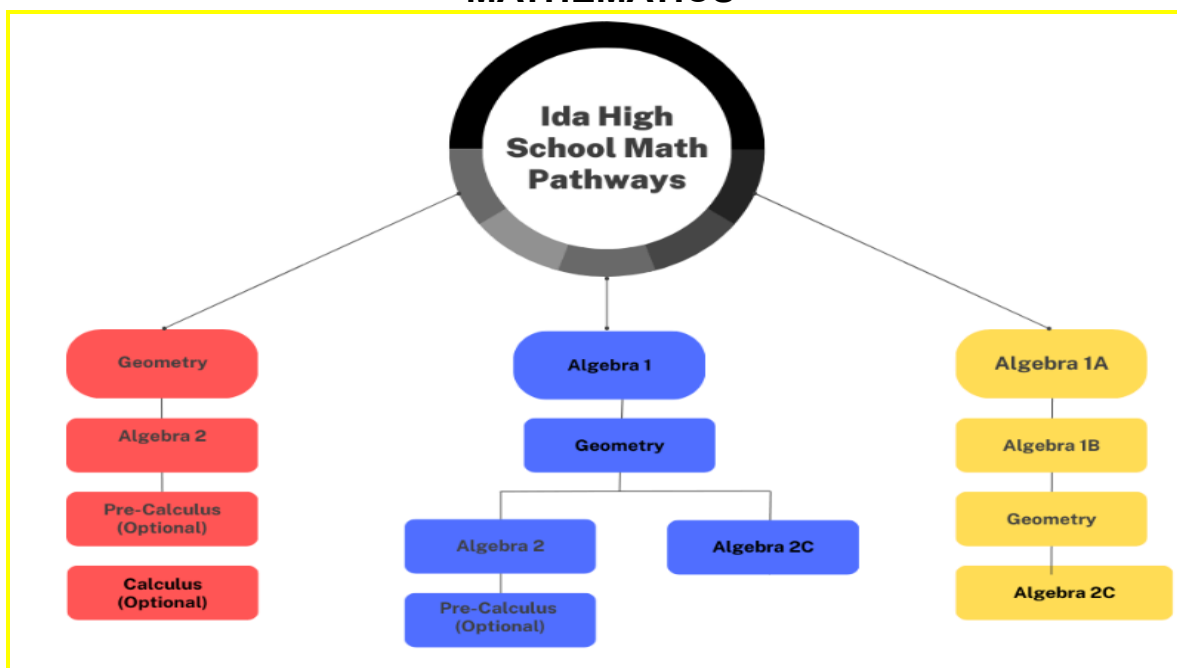 MATHEMATICS
Ida High
School Math
Pathways
Geometry
Algebra 2
Pre-Calculus
(Optional)
Calculus
(Optional)
Algebra 1
Geometry
Algebra 2
Algebra 2C
Pre-Calculus
(Optional)
Algebra 1A
Algebra 1B
Geometry
Algebra 2C